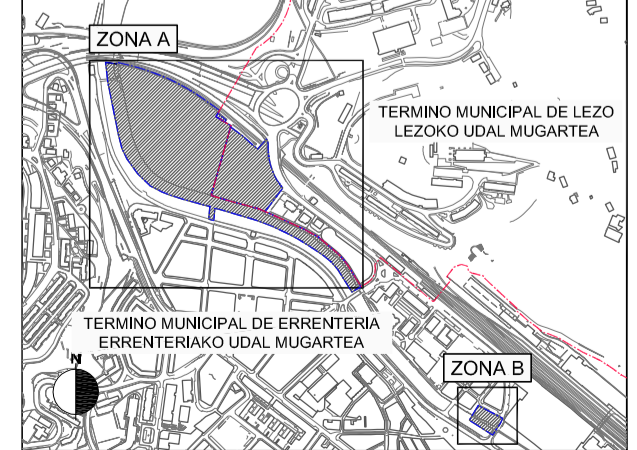 ZONA A
TERMINO MUNICIPAL DE LEZO
LEZOKO UDAL MUGARTEA
TERMINO MUNICIPAL DE ERRENTERIA
ERRENTERIAKO UDAL MUGARTEA
N
ZONA B